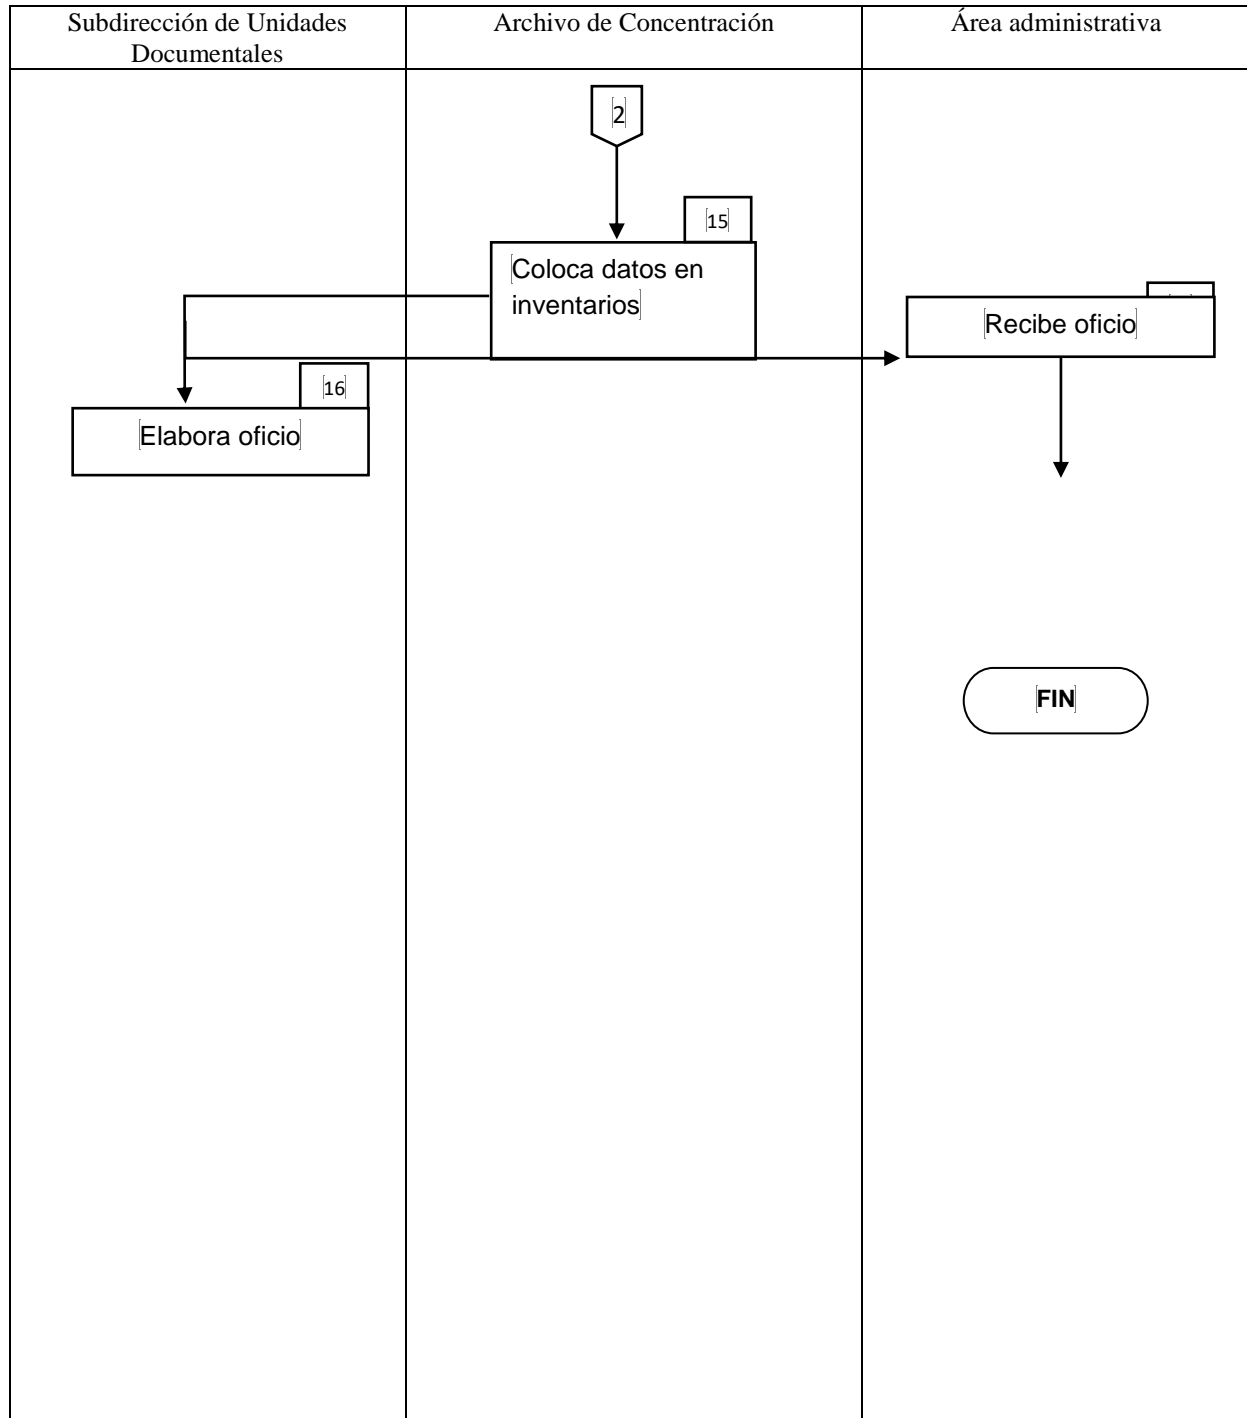 Subdirección de Unidades
Documentales
Archivo de Concentración
Área administrativa
2
15
Coloca datos en
inventarios
Recibe oficio
16
Elabora oficio
FIN